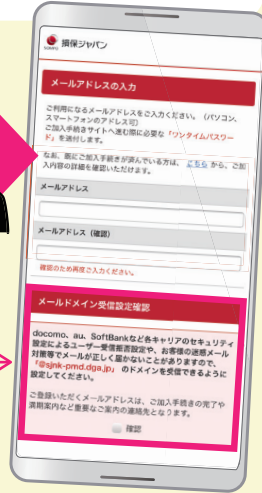 SOMPO 損保ジャパン
メールアドレスの入力
ご利用になるメールアドレスをご入力ください。（パソコン、
スマートフォンのアドレス可）
ご加入手続きサイトへ進む際に必要な「ワンタイムパスワー
ド」を送付します。
なお、既にご加入手続きが済んでいる方は、こちら から、ご加
入内容の詳細を確認いただけます。
メールアドレス
メールアドレス（確認）
確認のため再度ご入力ください。
メールドメイン受信設定確認
docomo、au、SoftBankなど各キャリアのセキュリティ
設定によるユーザー受信拒否設定や、お客様の迷惑メール
対策等でメールが正しく届かないことがありますので、
「@sjnk-pmd.dga.jp」のドメインを受信できるように
設定してください。
ご登録いただくメールアドレスは、ご加入手続きの完了や
満期案内など重要なご案内の連絡先となります。
確認